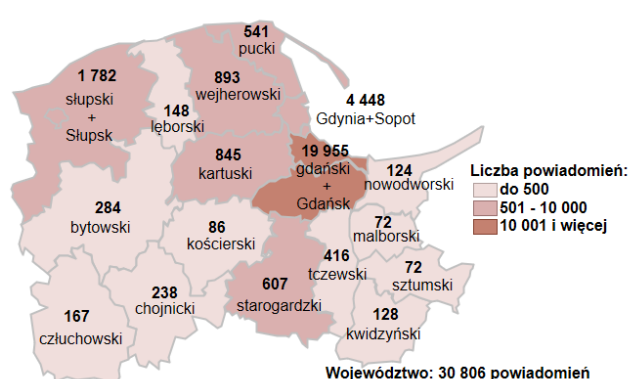 541
pucki
1 782
słupski
+
Słupsk
893
wejherowski
148
lęborski
4 448
Gdynia+Sopot
845
kartuski
19 955
gdański
+
Gdańsk
124
nowodworski
Liczba powiadomień:
do 500
501 - 10 000
10 001 i więcej
284
bytowski
86
kościerski
72
malborski
416
tczewski
72
sztumski
607
starogardzki
238
chojnicki
167
człuchowski
128
kwidzyński
Województwo: 30 806 powiadomień